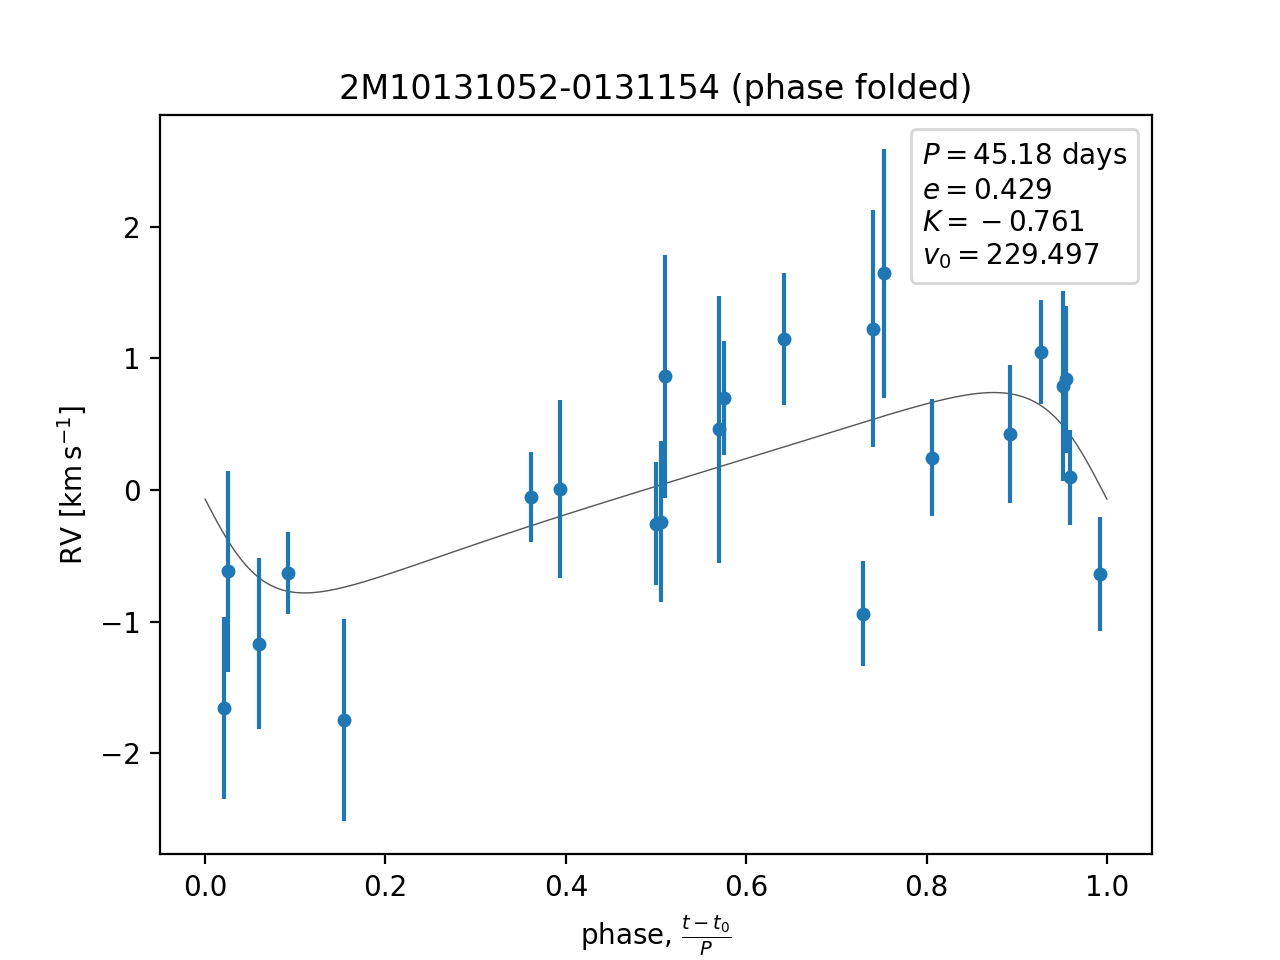 2M10131052-0131154 (phase folded)
P = 45.18 days
e = 0.429
K = −0.761
v₀ = 229.497
2
1
0
−1
−2
RV [km s⁻¹]
0.0 0.2 0.4 0.6 0.8 1.0
phase, (t − t₀)/P